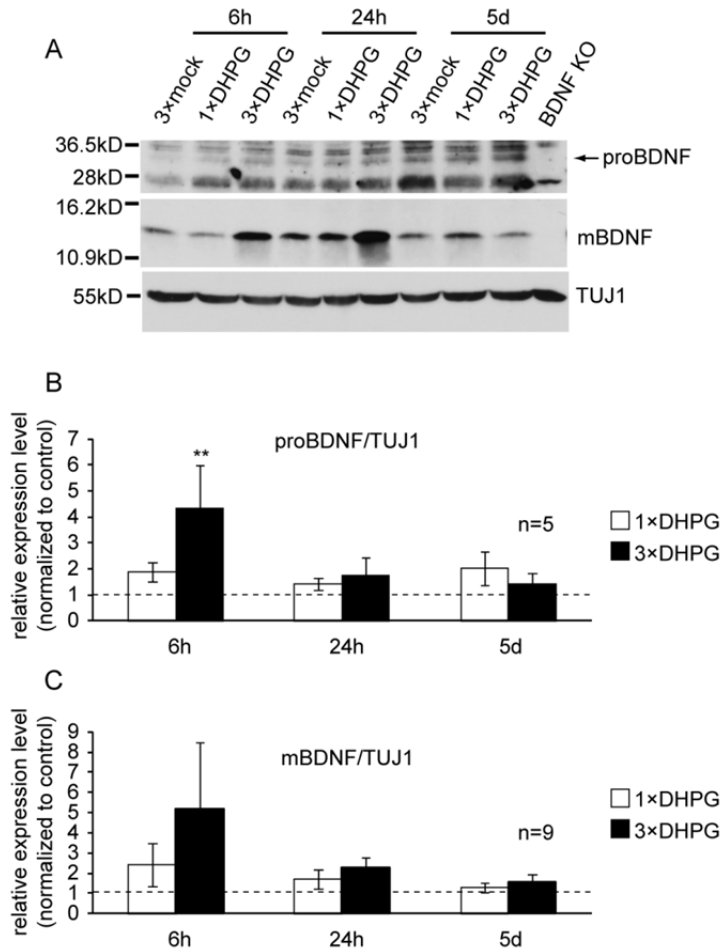 6h 24h 5d
A
3×mock 1×DHPG 3×DHPG 3×mock 1×DHPG 3×DHPG 3×mock 1×DHPG 3×DHPG BDNF KO
36.5kD
proBDNF
28kD
16.2kD
mBDNF
10.9kD
55kD TUJ1
B
relative expression level
(normalized to control)
7
6
5
4
3
2
1
0
proBDNF/TUJ1
**
n=5
1×DHPG
3×DHPG
6h 24h 5d
C
relative expression level
(normalized to control)
9
8
7
6
5
4
3
2
1
0
mBDNF/TUJ1
n=9
1×DHPG
3×DHPG
6h 24h 5d